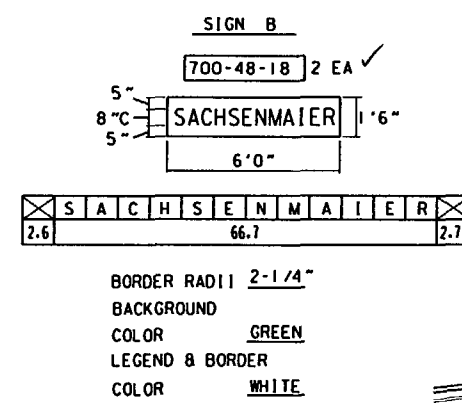 SIGN B
700-48-18 2 EA
5"
8"C SACHSENMAIER 1'6"
5"
6'0"
S A C H S E N M A I E R
2.6 66.7 2.7
BORDER RADII 2-1/4"
BACKGROUND
COLOR GREEN
LEGEND & BORDER
COLOR WHITE